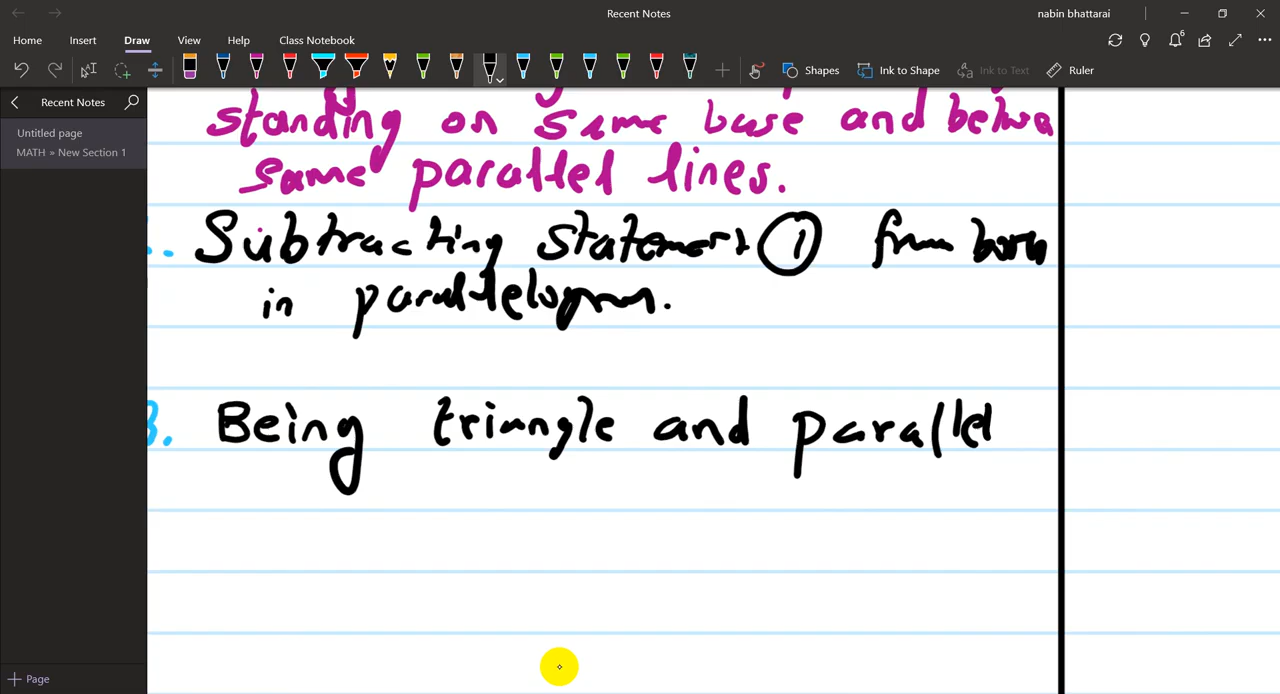 Recent Notes
nabin bhattarai
Home Insert Draw View Help Class Notebook
6
Shapes Ink to Shape Ink to Text Ruler
Recent Notes
Untitled page
MATH » New Section 1
standing on same base and
same parallel lines.
Subtracting statement 1 from both
in parallelogram.
3. Being triangle and parallel
Page